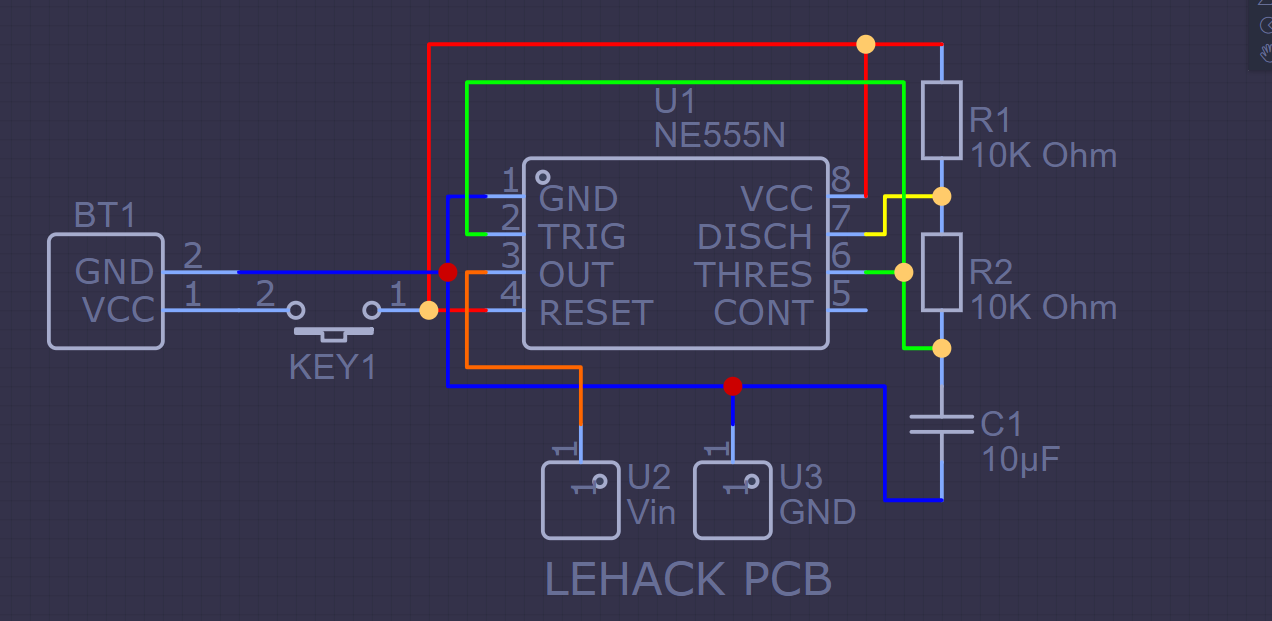 U1
NE555N
R1
10K Ohm
1
GND
VCC
8
2
TRIG
DISCH
7
3
OUT
THRES
6
4
RESET
CONT
5
BT1
GND
2
VCC
1
2
1
KEY1
R2
10K Ohm
C1
10µF
1
1
U2
Vin
1
1
U3
GND
LEHACK PCB